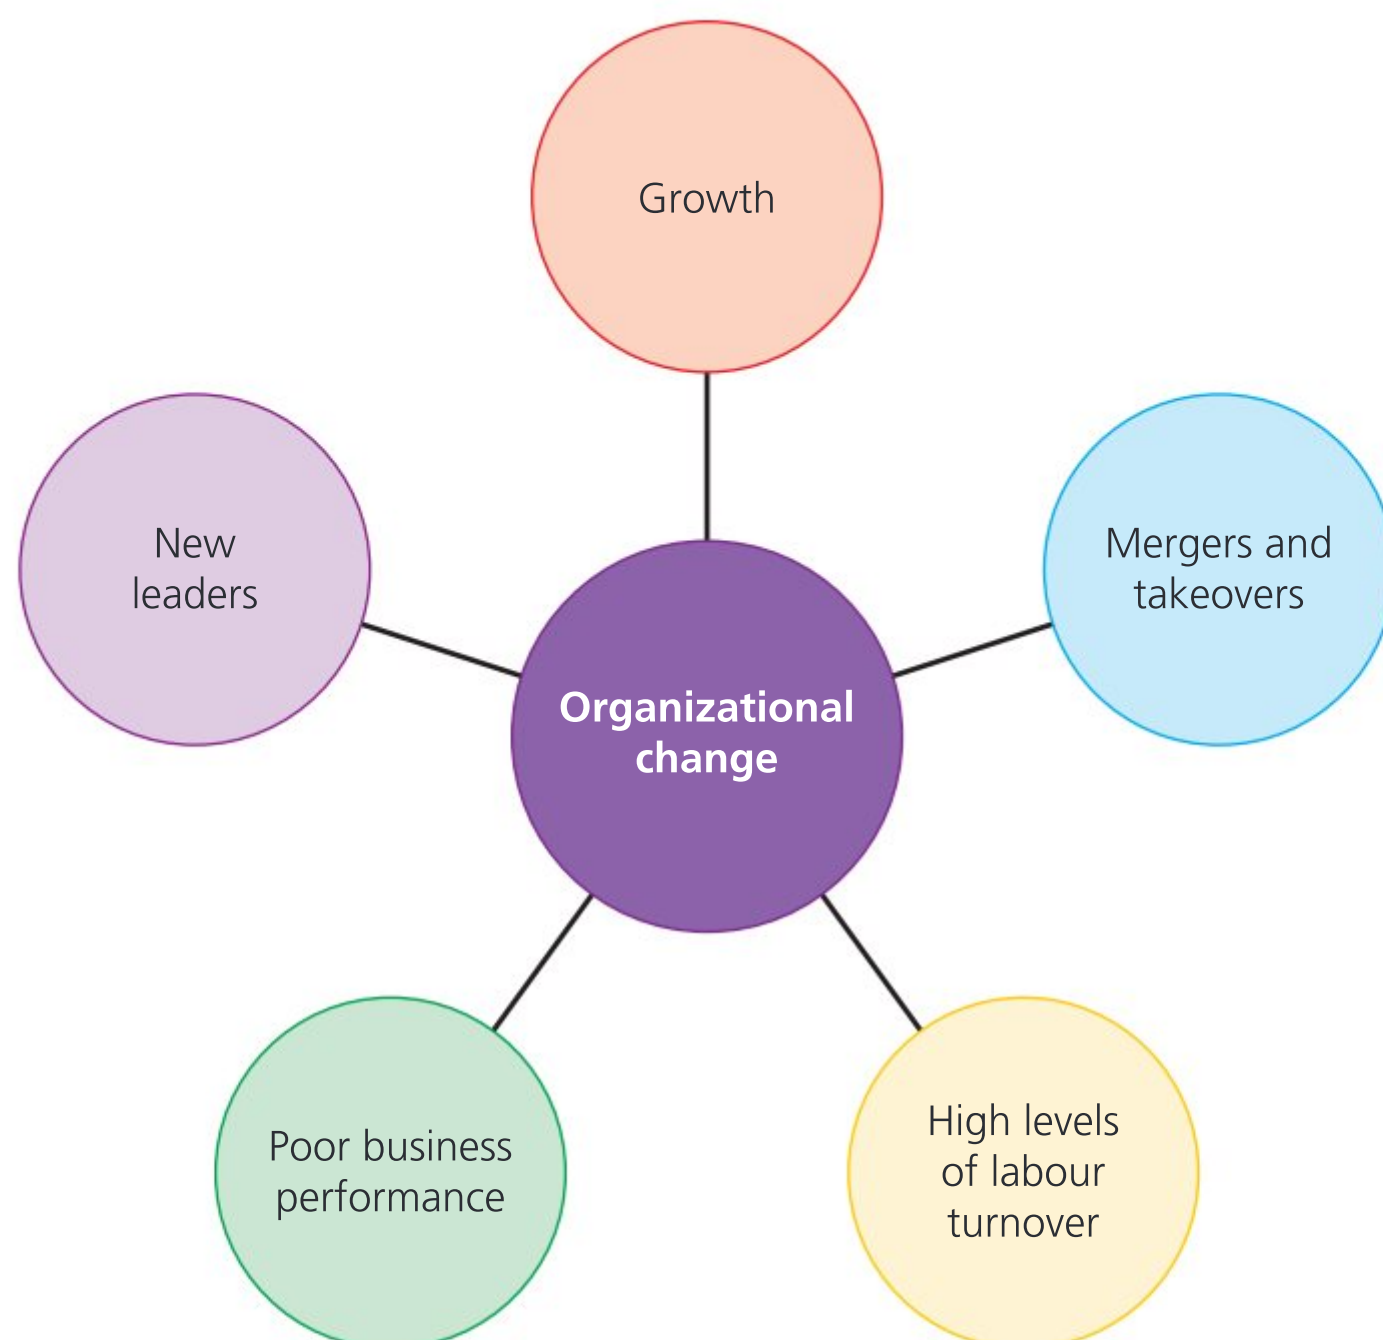 Growth
New
leaders
Mergers and
takeovers
Organizational
change
Poor business
performance
High levels
of labour
turnover